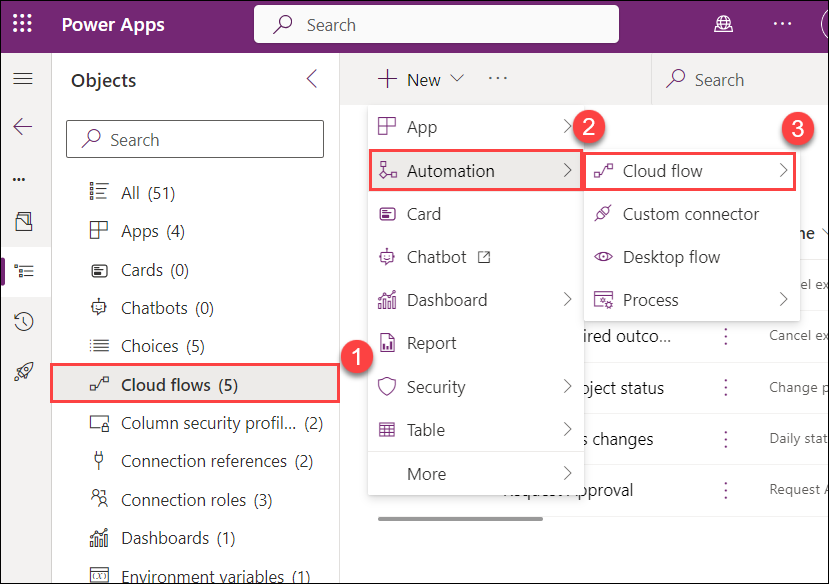 Power Apps
Search
Objects
New
Search
Search
All (51)
Apps (4)
Cards (0)
Chatbots (0)
Choices (5)
Cloud flows (5)
Column security profil... (2)
Connection references (2)
Connection roles (3)
Dashboards (1)
Environment variables (1)
1
App
Automation
Card
Chatbot
Dashboard
Report
Security
Table
More
2
3
Cloud flow
Custom connector
Desktop flow
Process
me
el ex
ired outco...
Cancel ex
oject status
Change p
s changes
Daily stat
Request Approval
Request A